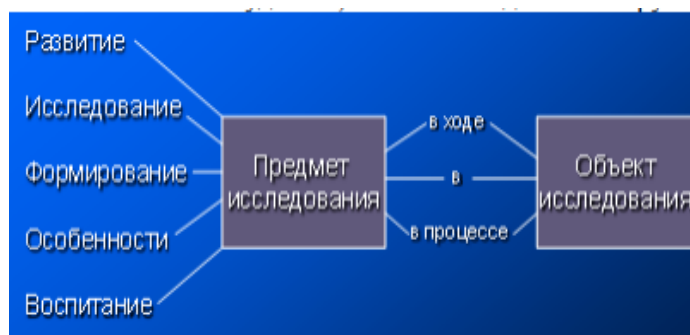 Развитие
Исследование
Формирование
Особенности
Воспитание
Предмет
исследования
в ходе
в
в процессе
Объект
исследования